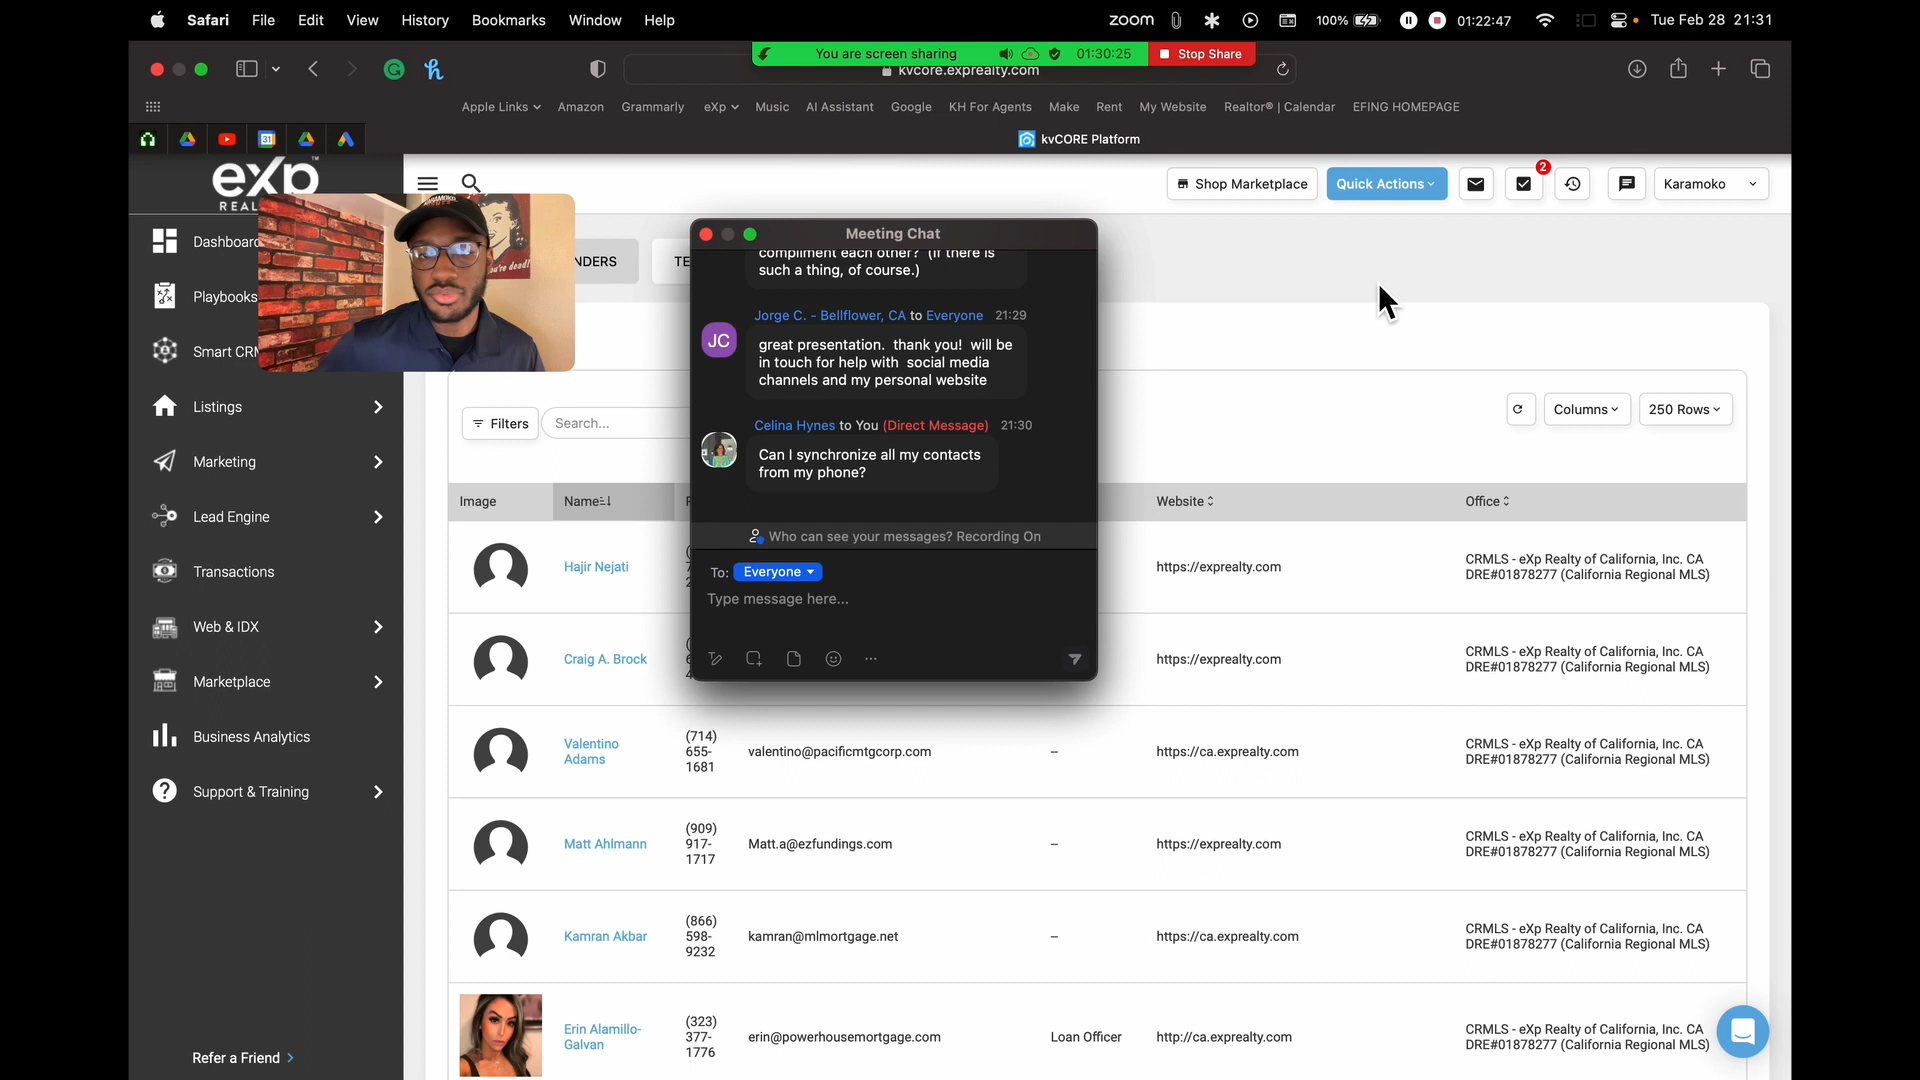 Safari File Edit View History Bookmarks Window Help
zoom 100% 01:22:47 Tue Feb 28 21:31
You are screen sharing 01:30:25 Stop Share
kvcore.exprealty.com
Apple Links Amazon Grammarly eXp Music AI Assistant Google KH For Agents Make Rent My Website Realtor® | Calendar EFING HOMEPAGE
31
kvCORE Platform
eXp™
REAL
Shop Marketplace
Quick Actions
2
Karamoko
Dashboard
Playbooks
Smart CRM
Listings
Marketing
Lead Engine
Transactions
Web & IDX
Marketplace
Business Analytics
Support & Training
Refer a Friend
you're dead!
NDERS
TE
Meeting Chat
compliment each other? (if there is
such a thing, of course.)
Jorge C. - Bellflower, CA to Everyone 21:29
JC
great presentation. thank you! will be
in touch for help with social media
channels and my personal website
Celina Hynes to You (Direct Message) 21:30
Can I synchronize all my contacts
from my phone?
Who can see your messages? Recording On
To: Everyone
Type message here...
Filters
Search...
Columns
250 Rows
Image Name Website Office
Hajir Nejati https://exprealty.com
CRMLS - eXp Realty of California, Inc. CA
DRE#01878277 (California Regional MLS)
Craig A. Brock https://exprealty.com
CRMLS - eXp Realty of California, Inc. CA
DRE#01878277 (California Regional MLS)
Valentino
Adams
(714)
655-
1681
valentino@pacificmtgcorp.com -- https://ca.exprealty.com
CRMLS - eXp Realty of California, Inc. CA
DRE#01878277 (California Regional MLS)
Matt Ahlmann
(909)
917-
1717
Matt.a@ezfundings.com -- https://exprealty.com
CRMLS - eXp Realty of California, Inc. CA
DRE#01878277 (California Regional MLS)
Kamran Akbar
(866)
598-
9232
kamran@mlmortgage.net -- https://ca.exprealty.com
CRMLS - eXp Realty of California, Inc. CA
DRE#01878277 (California Regional MLS)
Erin Alamillo-
Galvan
(323)
377-
1776
erin@powerhousemortgage.com Loan Officer http://ca.exprealty.com
CRMLS - eXp Realty of California, Inc. CA
DRE#01878277 (California Regional MLS)